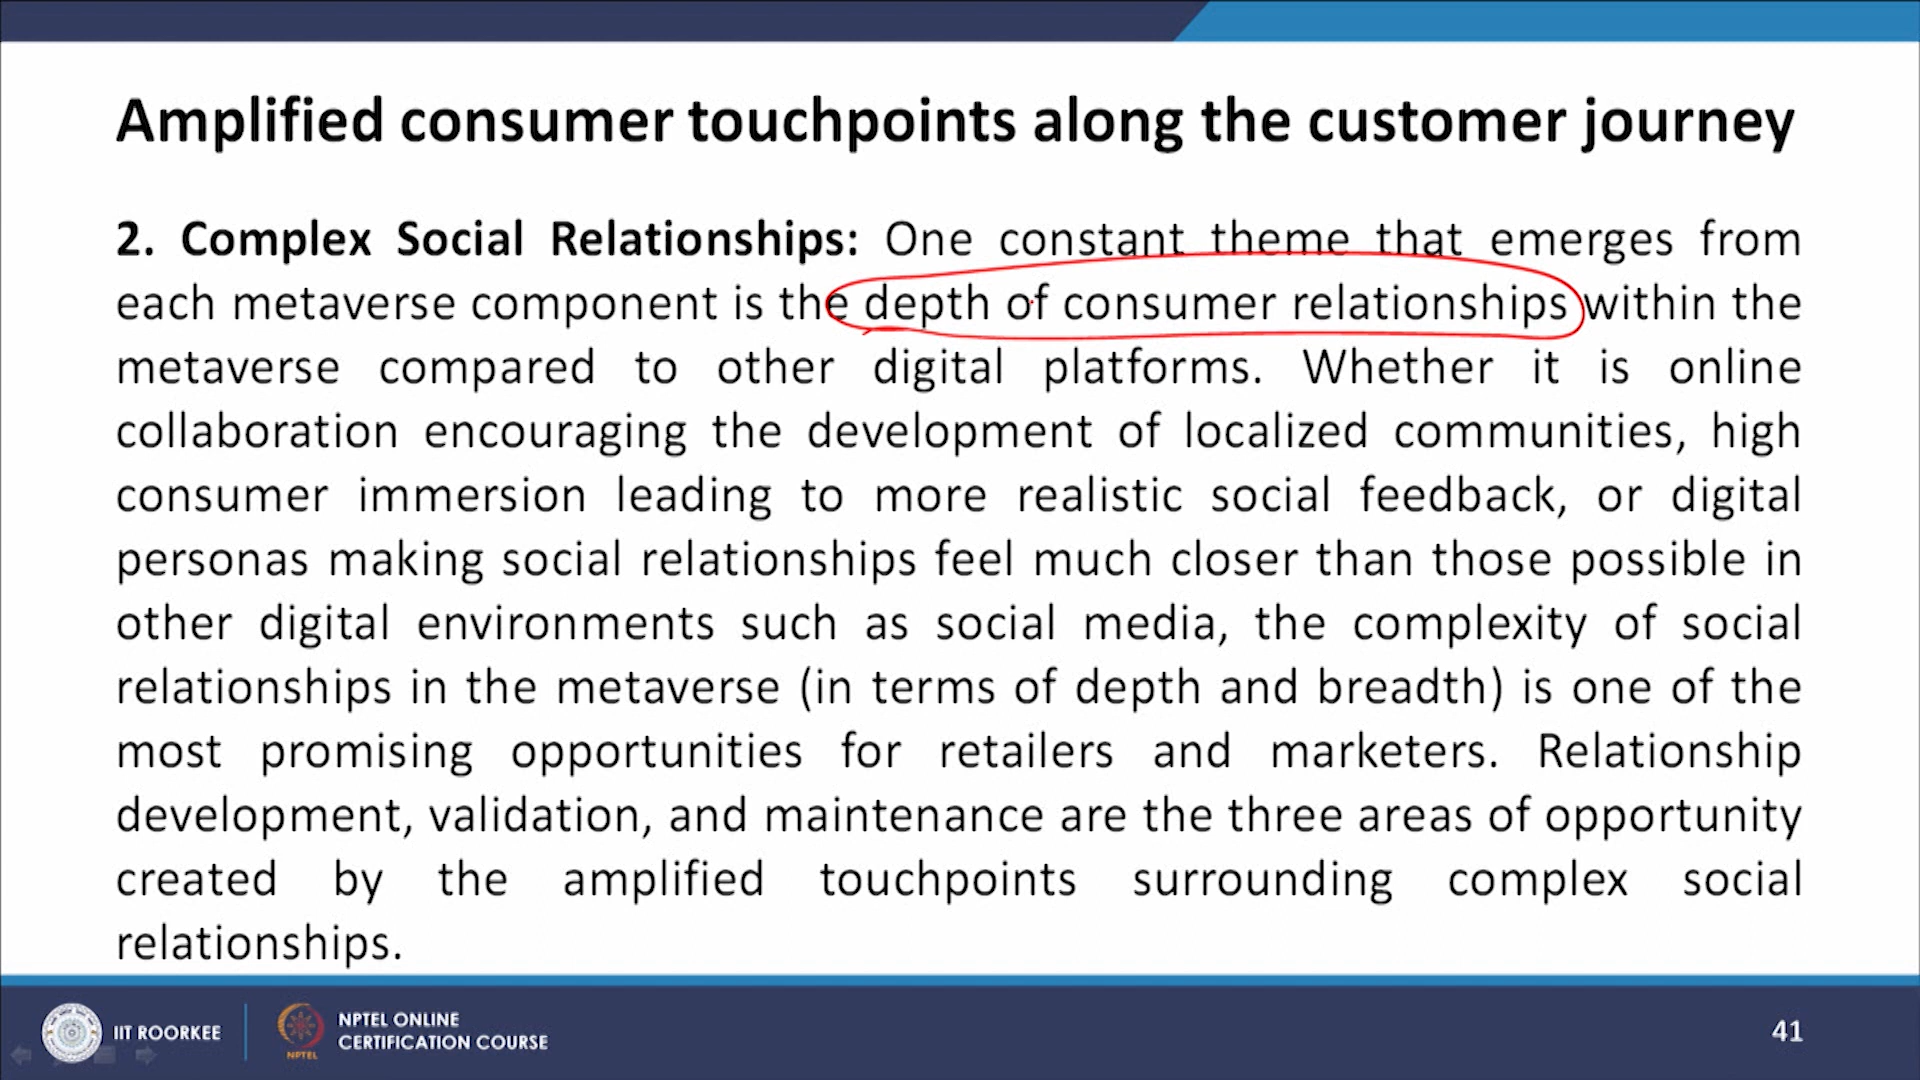 Amplified consumer touchpoints along the customer journey
2. Complex Social Relationships: One constant theme that emerges from
each metaverse component is the depth of consumer relationships within the
metaverse compared to other digital platforms. Whether it is online
collaboration encouraging the development of localized communities, high
consumer immersion leading to more realistic social feedback, or digital
personas making social relationships feel much closer than those possible in
other digital environments such as social media, the complexity of social
relationships in the metaverse (in terms of depth and breadth) is one of the
most promising opportunities for retailers and marketers. Relationship
development, validation, and maintenance are the three areas of opportunity
created by the amplified touchpoints surrounding complex social
relationships.
IIT ROORKEE
NPTEL
NPTEL ONLINE
CERTIFICATION COURSE
41